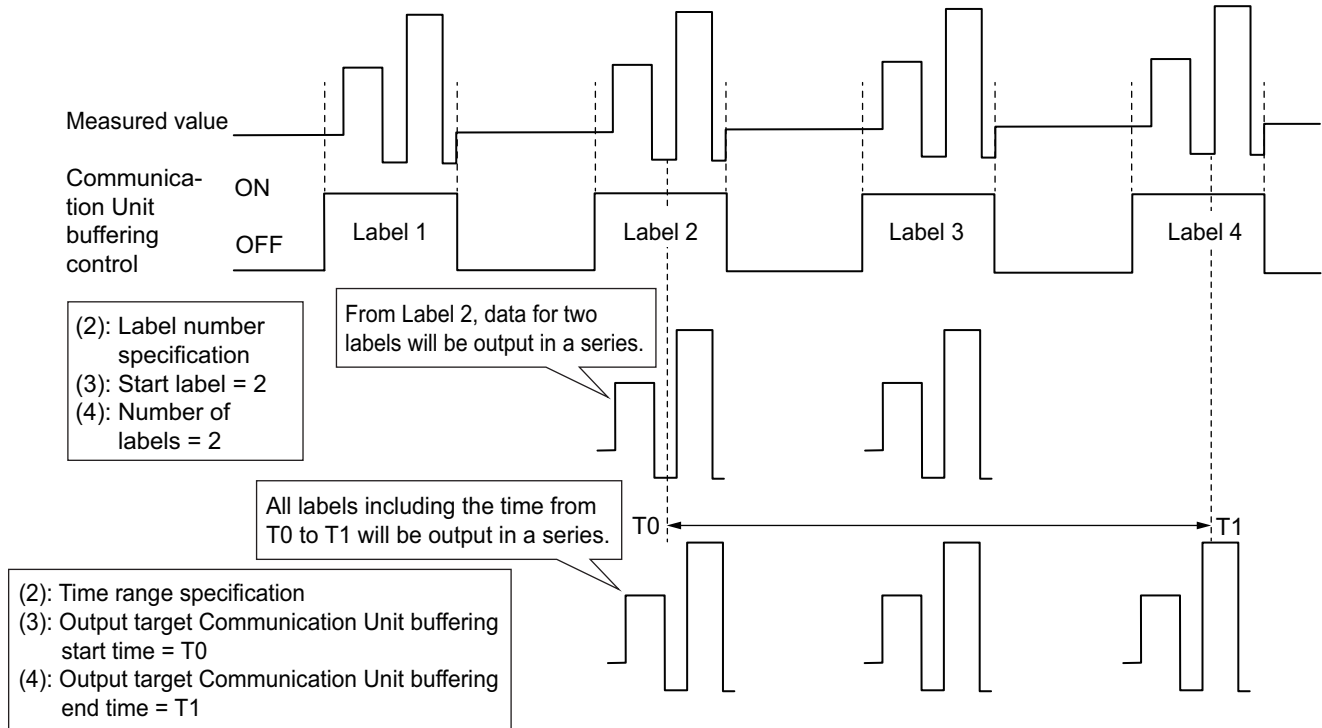 Measured value
Communica-
tion Unit
buffering
control
ON
OFF
Label 1
Label 2
Label 3
Label 4
(2): Label number
specification
(3): Start label = 2
(4): Number of
labels = 2
From Label 2, data for two
labels will be output in a series.
All labels including the time from
T0 to T1 will be output in a series.
T0
T1
(2): Time range specification
(3): Output target Communication Unit buffering
start time = T0
(4): Output target Communication Unit buffering
end time = T1